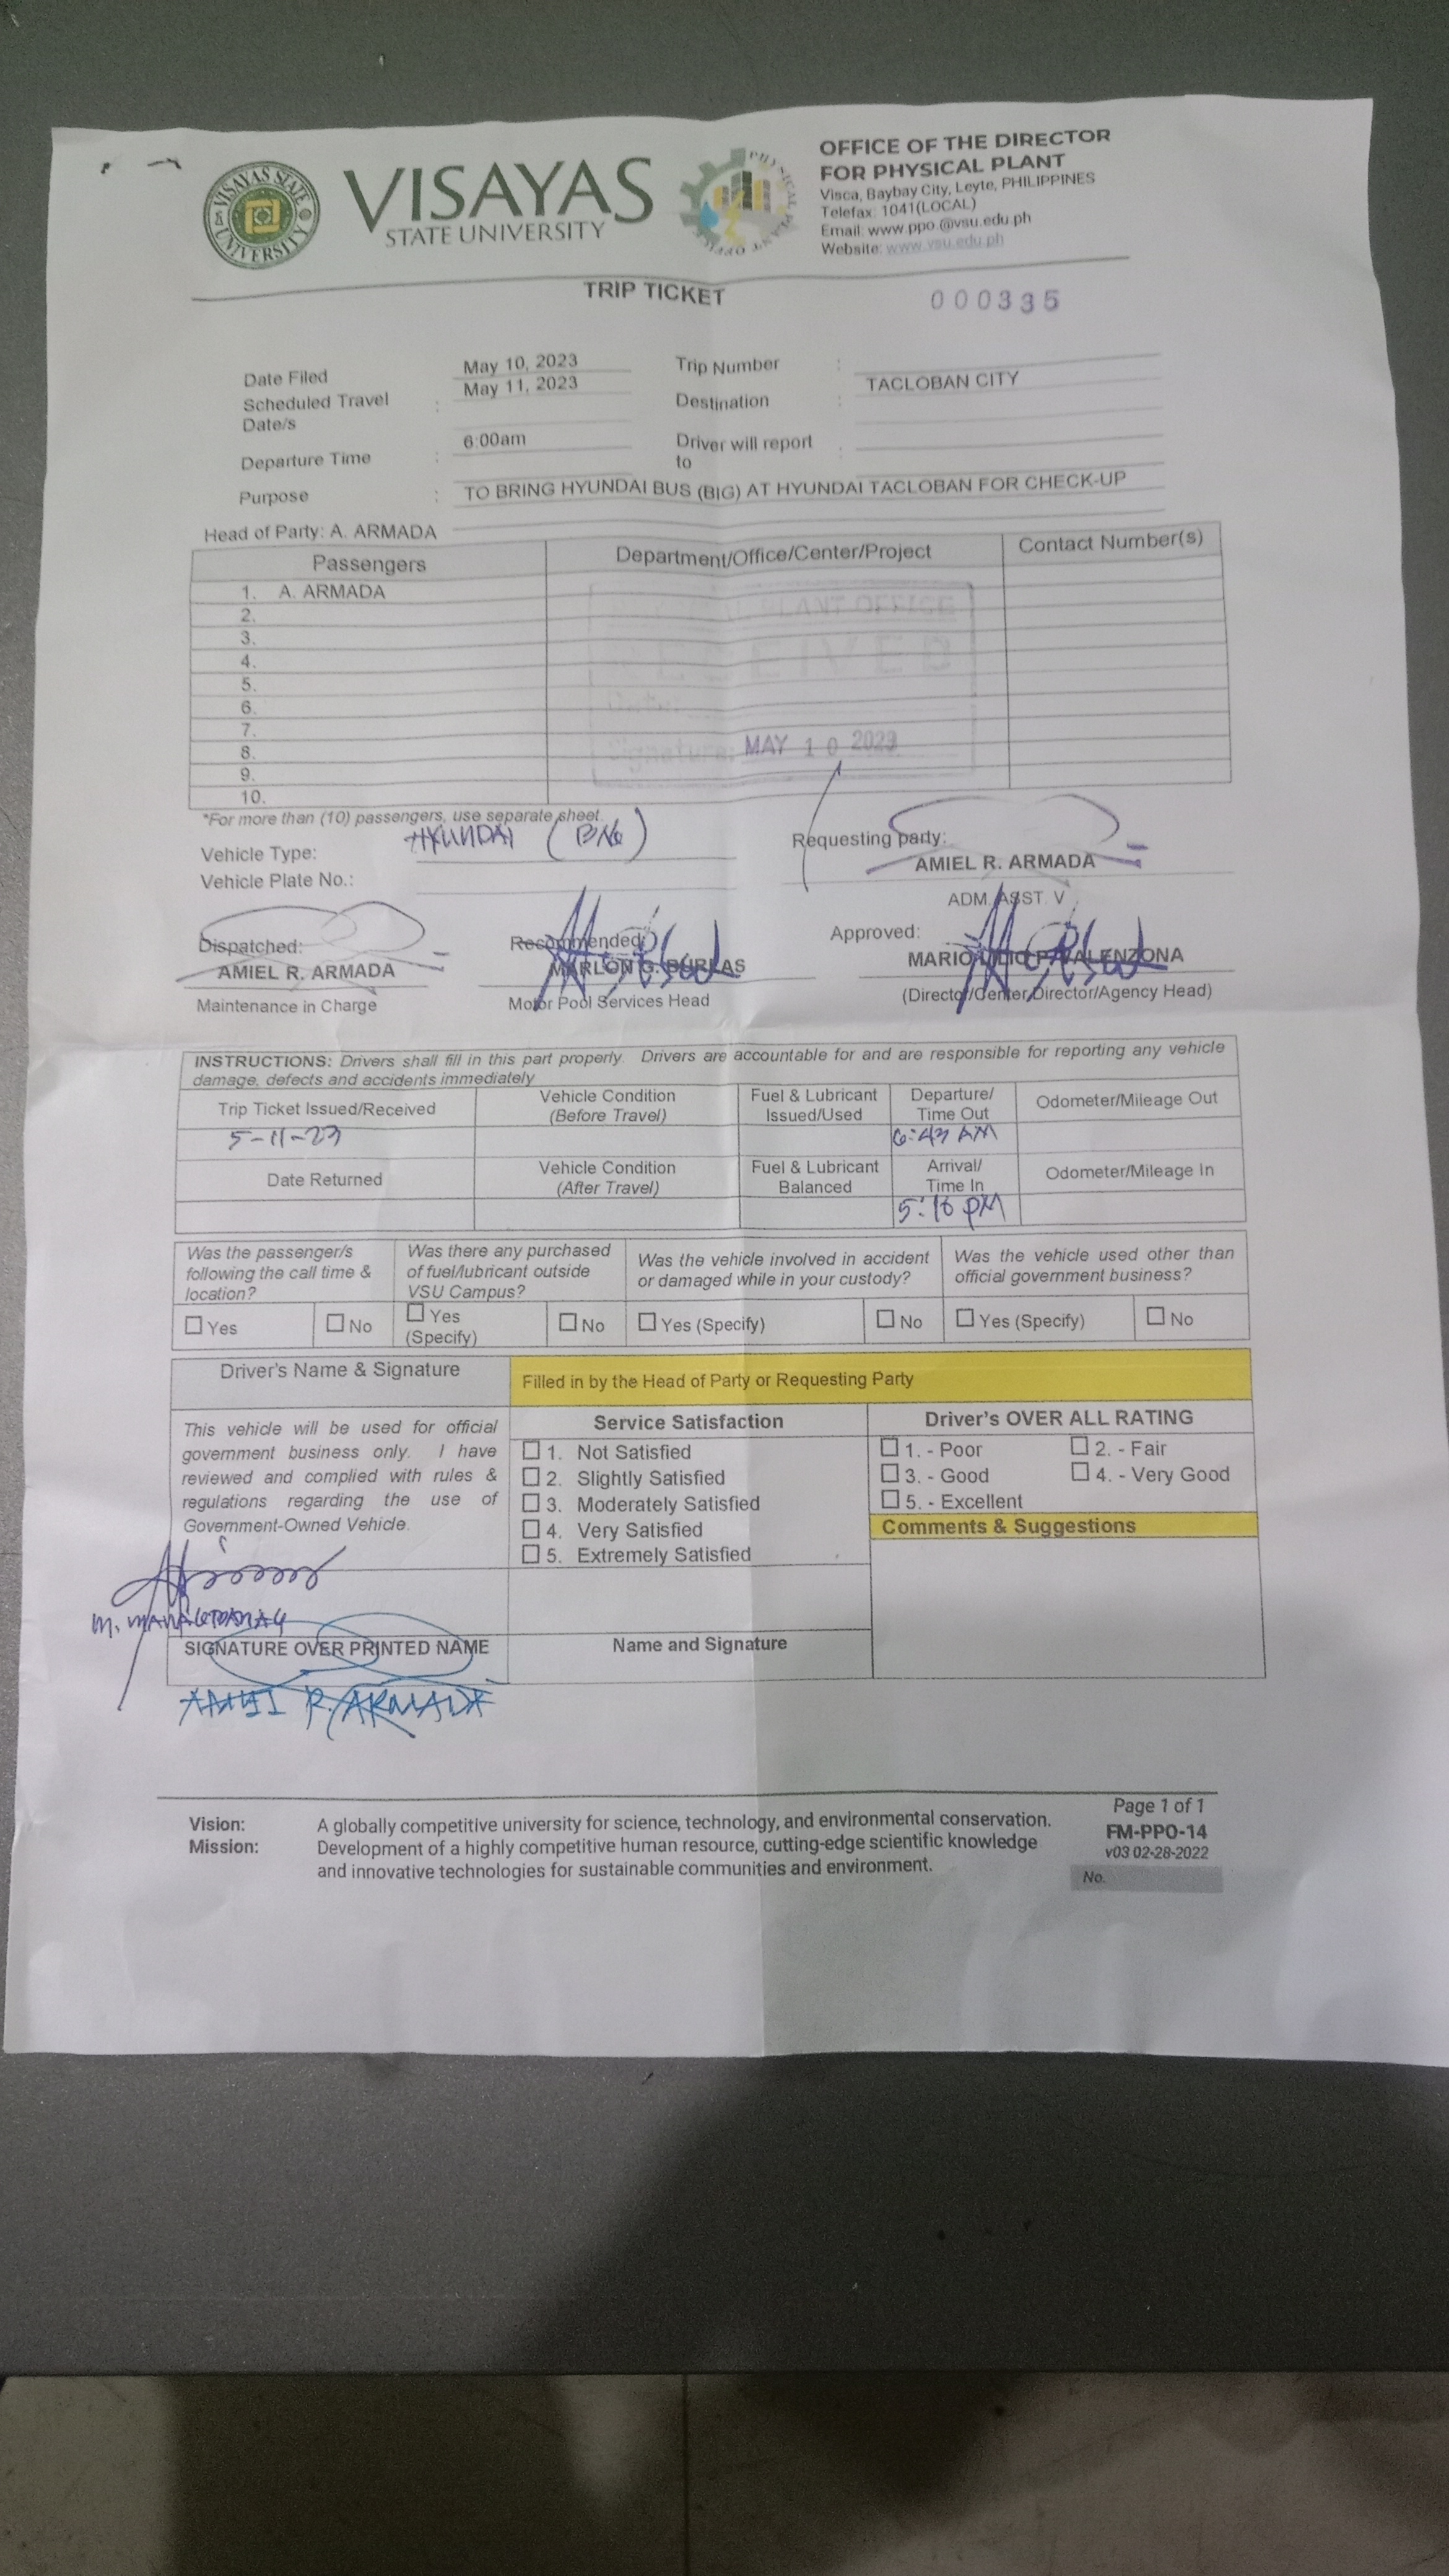 VISAYAS STATE UNIVERSITY
VISAYAS
STATE UNIVERSITY
PHYSICAL PLANT OFFICE
OFFICE OF THE DIRECTOR
FOR PHYSICAL PLANT
Visca, Baybay City, Leyte, PHILIPPINES
Telefax: 1041(LOCAL)
Email: www.ppo.@vsu.edu.ph
Website: www.vsu.edu.ph
TRIP TICKET
000335
Date Filed May 10, 2023 Trip Number :
Scheduled Travel Date/s : May 11, 2023 Destination : TACLOBAN CITY
Departure Time : 6:00am Driver will report to :
Purpose : TO BRING HYUNDAI BUS (BIG) AT HYUNDAI TACLOBAN FOR CHECK-UP
Head of Party: A. ARMADA
Passengers Department/Office/Center/Project Contact Number(s)
1. A. ARMADA
2.
3.
4.
5.
6.
7.
8.
9.
10.
PLANT OFFICE
RECEIVED
Date:
Signature: MAY 10 2023
*For more than (10) passengers, use separate sheet.
Vehicle Type: HYUNDAI (BIG)
Vehicle Plate No.:
Requesting party:
AMIEL R. ARMADA
ADM. ASST. V
Dispatched: Recommended: Approved:
AMIEL R. ARMADA MARLON G. BURLAS MARIO LILIO P. VALENZONA
Maintenance in Charge Motor Pool Services Head (Director/Center Director/Agency Head)
INSTRUCTIONS: Drivers shall fill in this part properly. Drivers are accountable for and are responsible for reporting any vehicle
damage, defects and accidents immediately
Trip Ticket Issued/Received Vehicle Condition (Before Travel) Fuel & Lubricant Issued/Used Departure/ Time Out Odometer/Mileage Out
5-11-23 6:43 AM
Date Returned Vehicle Condition (After Travel) Fuel & Lubricant Balanced Arrival/ Time In Odometer/Mileage In
5:16 PM
Was the passenger/s following the call time & location?
Was there any purchased of fuel/lubricant outside VSU Campus?
Was the vehicle involved in accident or damaged while in your custody?
Was the vehicle used other than official government business?
Yes No Yes (Specify) No Yes (Specify) No Yes (Specify) No
Driver's Name & Signature Filled in by the Head of Party or Requesting Party
This vehicle will be used for official
government business only. I have
reviewed and complied with rules &
regulations regarding the use of
Government-Owned Vehicle.
Service Satisfaction
1. Not Satisfied
2. Slightly Satisfied
3. Moderately Satisfied
4. Very Satisfied
5. Extremely Satisfied
Driver's OVER ALL RATING
1. - Poor 2. - Fair
3. - Good 4. - Very Good
5. - Excellent
Comments & Suggestions
SIGNATURE OVER PRINTED NAME Name and Signature
R. ARMADA
Vision: A globally competitive university for science, technology, and environmental conservation.
Mission: Development of a highly competitive human resource, cutting-edge scientific knowledge
and innovative technologies for sustainable communities and environment.
Page 1 of 1
FM-PPO-14
v03 02-28-2022
No.